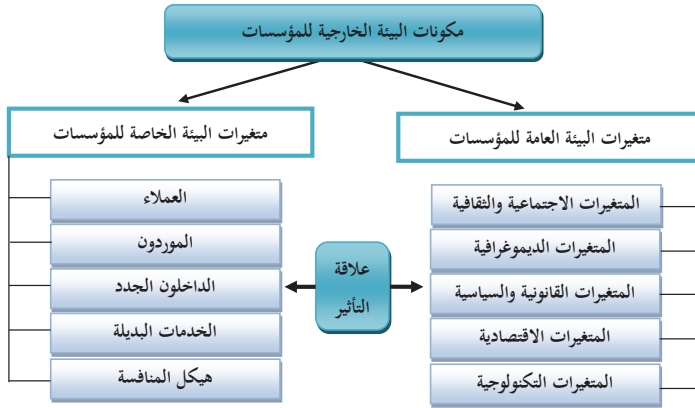 مكونات البيئة الخارجية للمؤسسات
متغيرات البيئة العامة للمؤسسات
المتغيرات الاجتماعية والثقافية
المتغيرات الديموغرافية
المتغيرات القانونية والسياسية
المتغيرات الاقتصادية
المتغيرات التكنولوجية
علاقة
التأثير
متغيرات البيئة الخاصة للمؤسسات
العملاء
الموردون
الداخلون الجدد
الخدمات البديلة
هيكل المنافسة